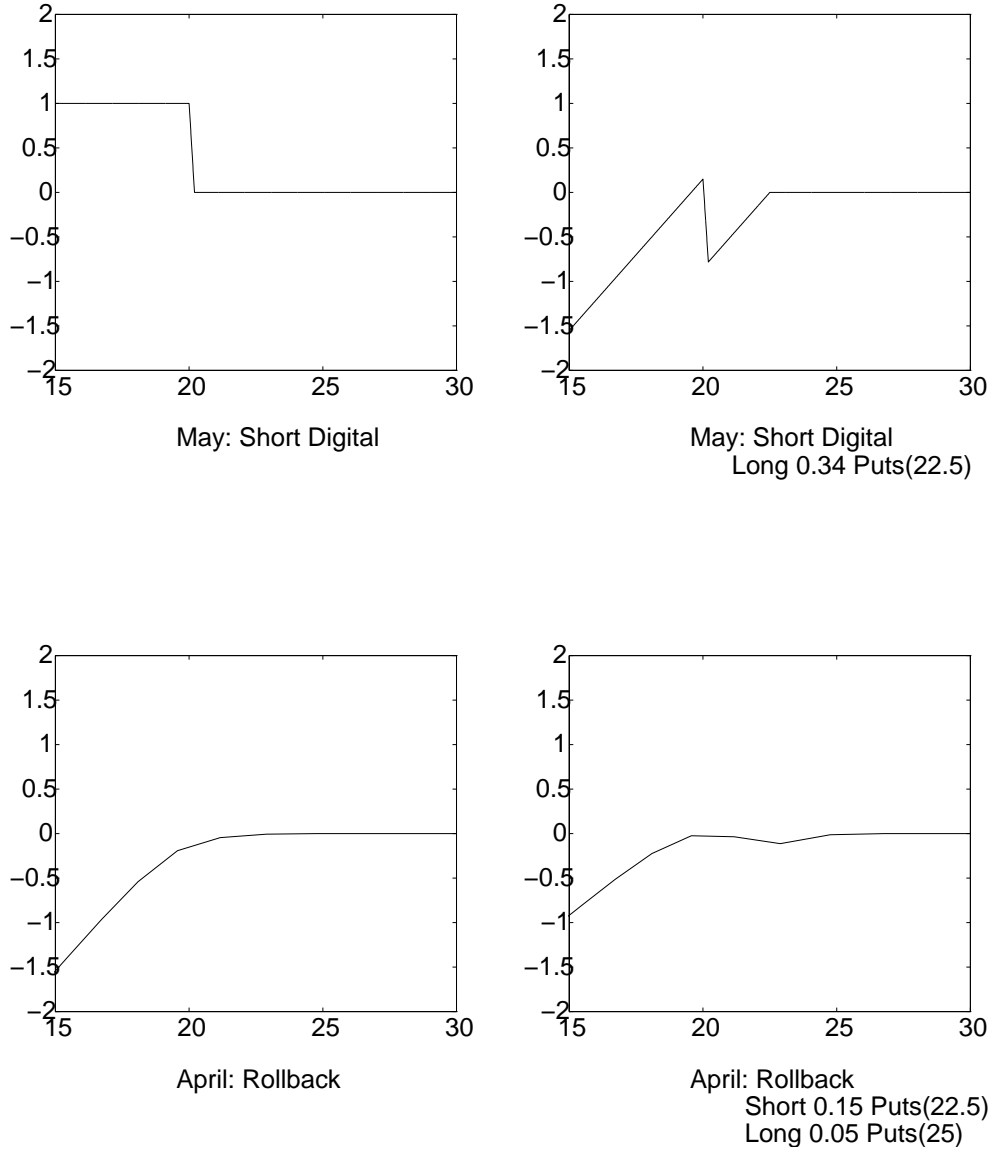 2 2
1.5 1.5
1 1
0.5 0.5
0 0
−0.5 −0.5
−1 −1
−1.5 −1.5
−2 −2
15 20 25 30 15 20 25 30
May: Short Digital May: Short Digital
Long 0.34 Puts(22.5)
2 2
1.5 1.5
1 1
0.5 0.5
0 0
−0.5 −0.5
−1 −1
−1.5 −1.5
−2 −2
15 20 25 30 15 20 25 30
April: Rollback April: Rollback
Short 0.15 Puts(22.5)
Long 0.05 Puts(25)